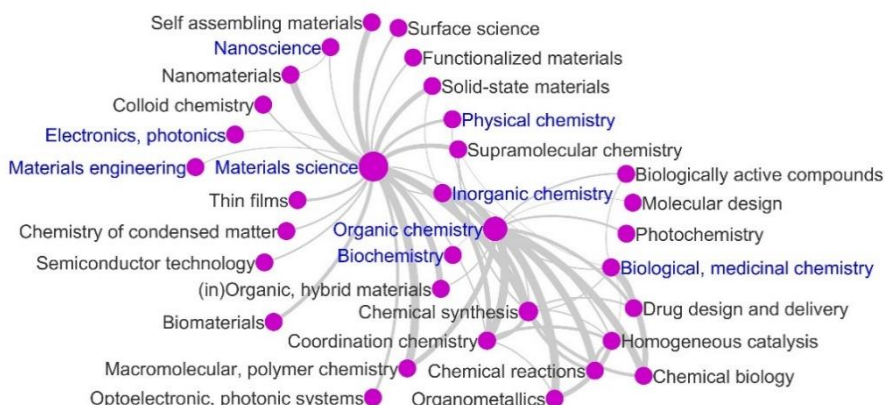 Self assembling materials
Surface science
Nanoscience
Functionalized materials
Nanomaterials
Solid-state materials
Colloid chemistry
Physical chemistry
Electronics, photonics
Supramolecular chemistry
Materials engineering
Materials science
Biologically active compounds
Inorganic chemistry
Thin films
Molecular design
Chemistry of condensed matter
Organic chemistry
Photochemistry
Biochemistry
Semiconductor technology
Biological, medicinal chemistry
(in)Organic, hybrid materials
Chemical synthesis
Drug design and delivery
Biomaterials
Coordination chemistry
Homogeneous catalysis
Macromolecular, polymer chemistry
Chemical reactions
Chemical biology
Optoelectronic, photonic systems
Organometallics